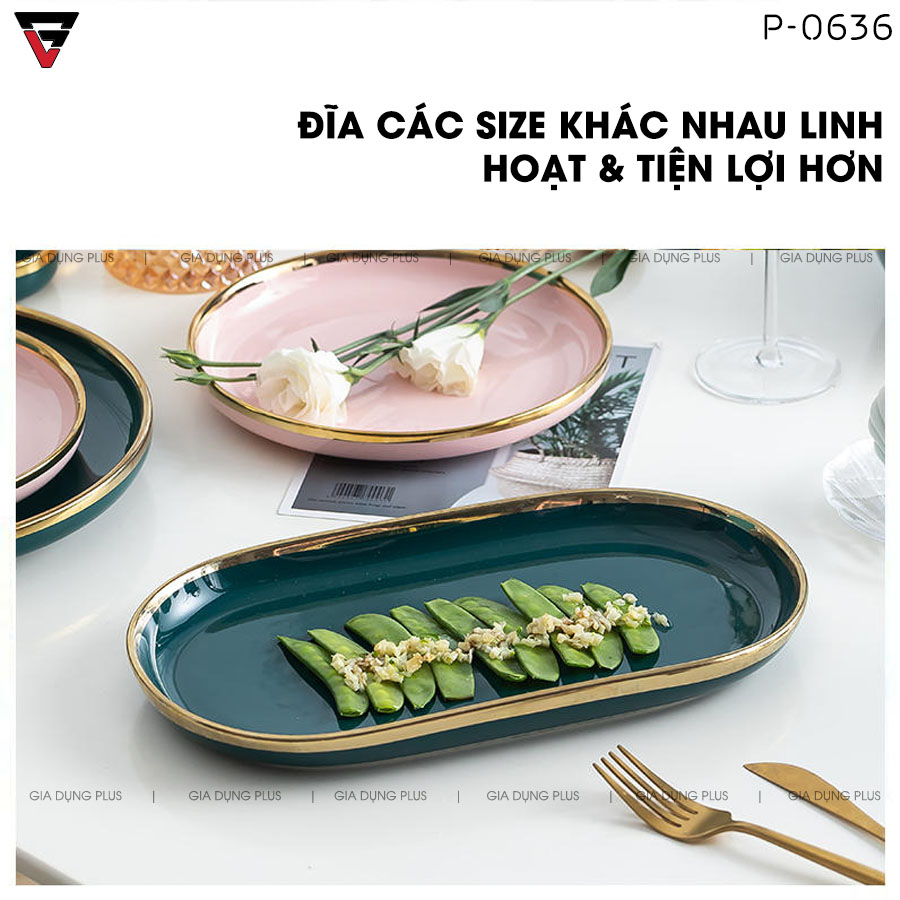 P-0636
ĐĨA CÁC SIZE KHÁC NHAU LINH
HOẠT & TIỆN LỢI HƠN
GIA DỤNG PLUS | GIA DỤNG PLUS | GIA DỤNG PLUS | GIA DỤNG PLUS | GIA DỤNG PLUS | GIA DỤNG PLUS
T
GIA DỤNG PLUS | GIA DỤNG PLUS | GIA DỤNG PLUS | GIA DỤNG PLUS | GIA DỤNG PLUS | GIA DỤNG PLUS